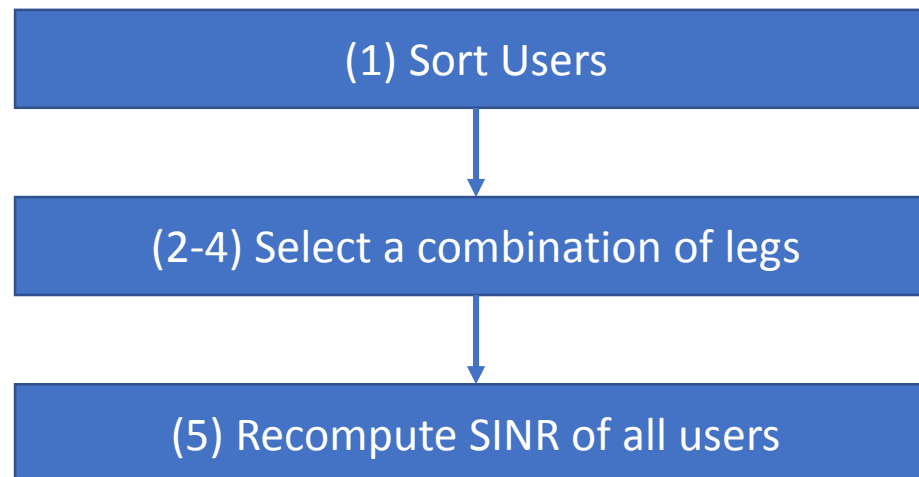 (1) Sort Users
(2-4) Select a combination of legs
(5) Recompute SINR of all users